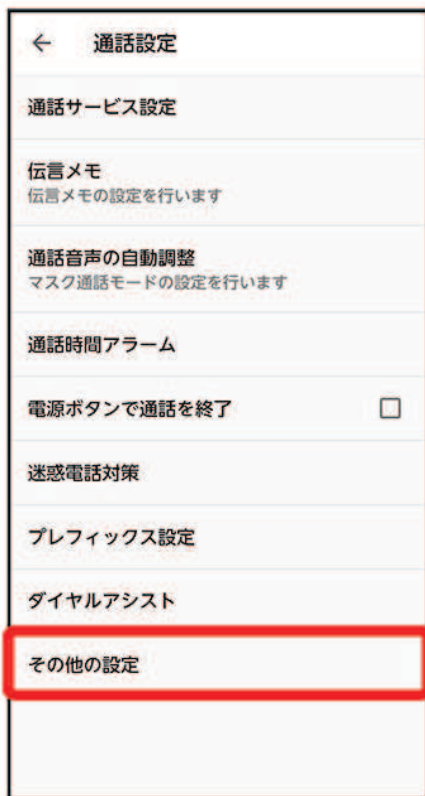 ← 通話設定
通話サービス設定
伝言メモ
伝言メモの設定を行います
通話音声の自動調整
マスク通話モードの設定を行います
通話時間アラーム
電源ボタンで通話を終了
迷惑電話対策
プレフィックス設定
ダイヤルアシスト
その他の設定